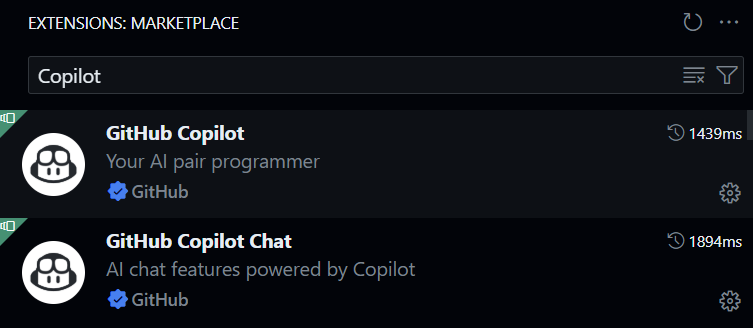 EXTENSIONS: MARKETPLACE
Copilot
GitHub Copilot
1439ms
Your AI pair programmer
GitHub
GitHub Copilot Chat
1894ms
AI chat features powered by Copilot
GitHub